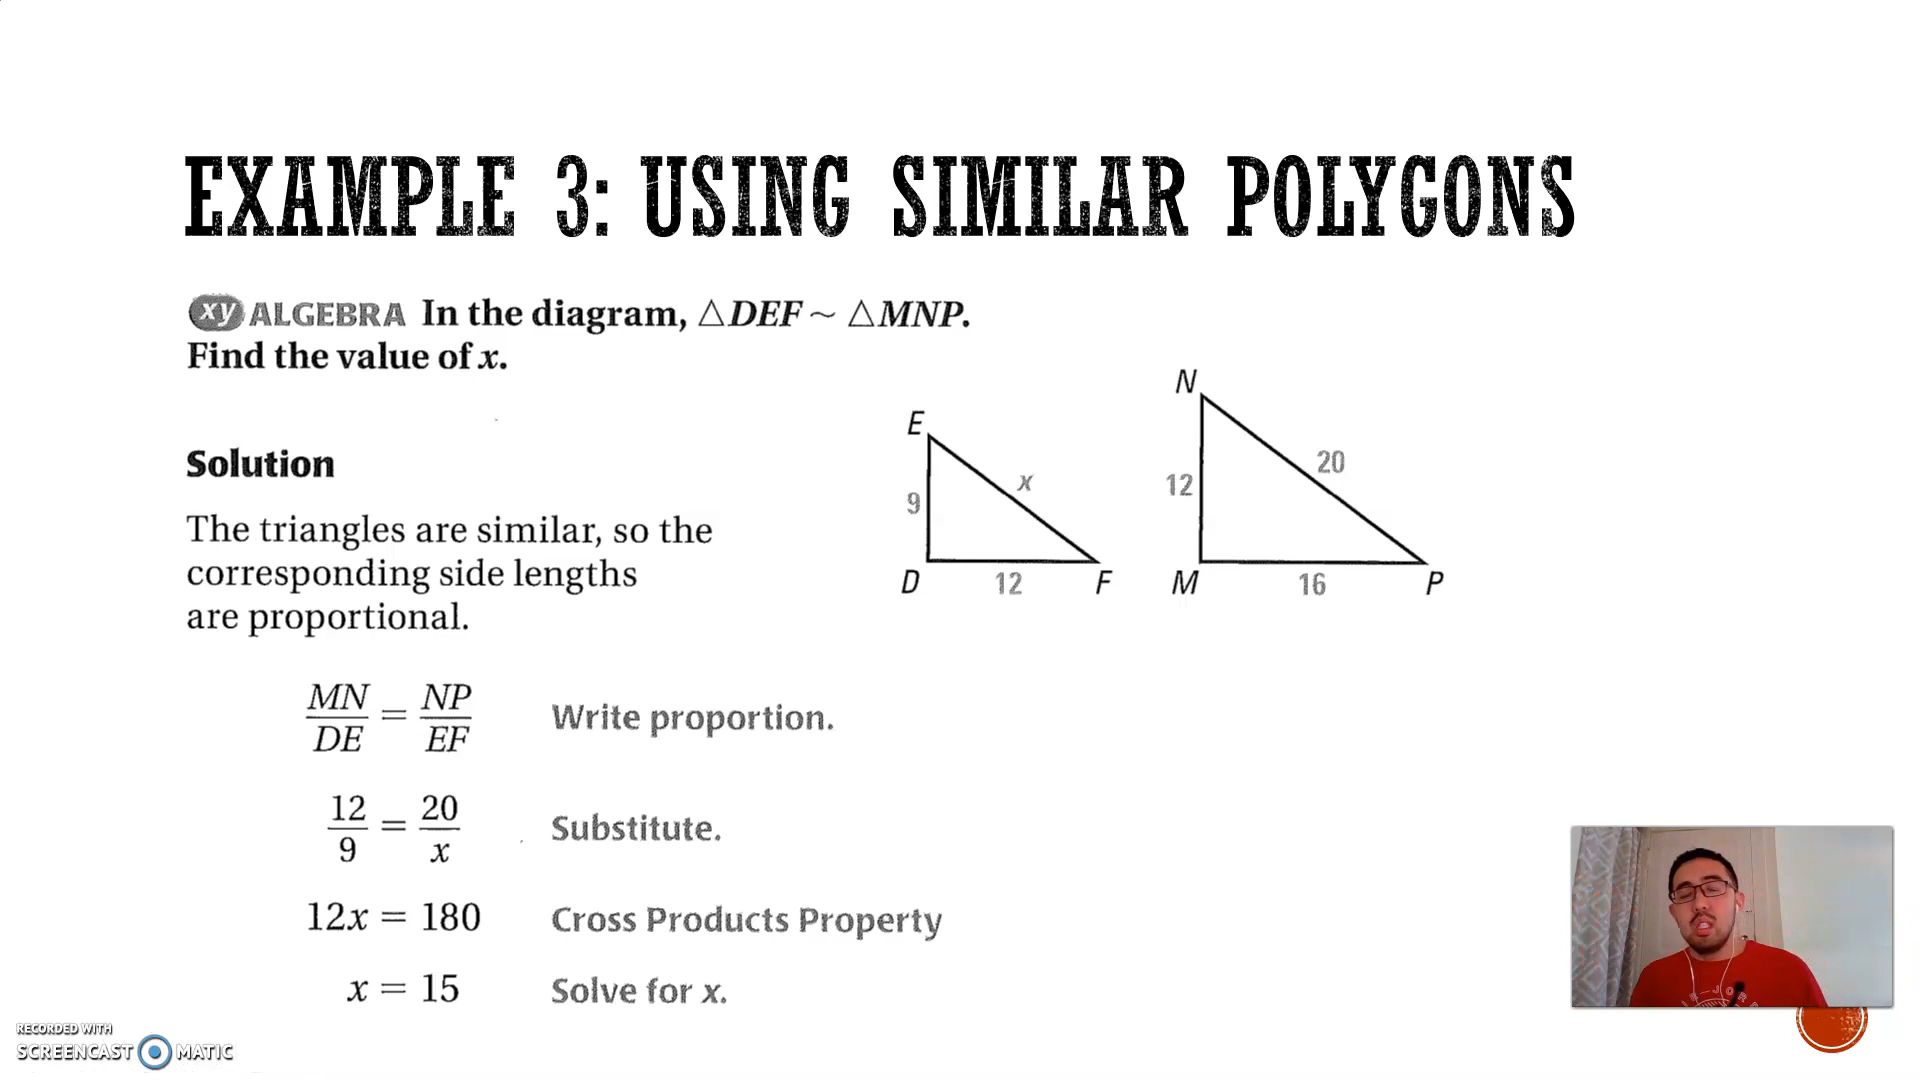 EXAMPLE 3: USING SIMILAR POLYGONS
xy ALGEBRA In the diagram, △DEF ~ △MNP.
Find the value of x.
Solution
The triangles are similar, so the
corresponding side lengths
are proportional.
E
9
x
D
12
F
N
12
20
M
16
P
MN/DE = NP/EF Write proportion.
12/9 = 20/x Substitute.
12x = 180 Cross Products Property
x = 15 Solve for x.
RECORDED WITH
SCREENCAST MATIC